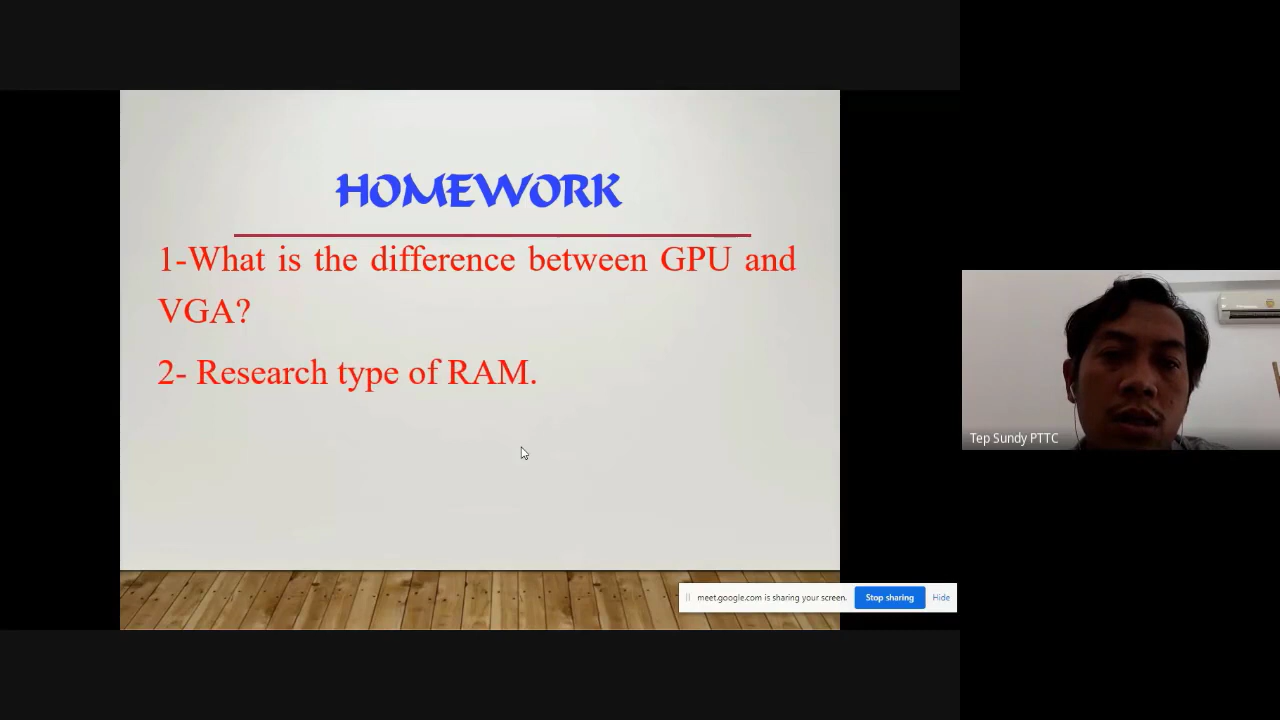 HOMEWORK
1-What is the difference between GPU and
VGA?
2- Research type of RAM.
Tep Sundy PTTC
meet.google.com is sharing your screen.
Stop sharing
Hide